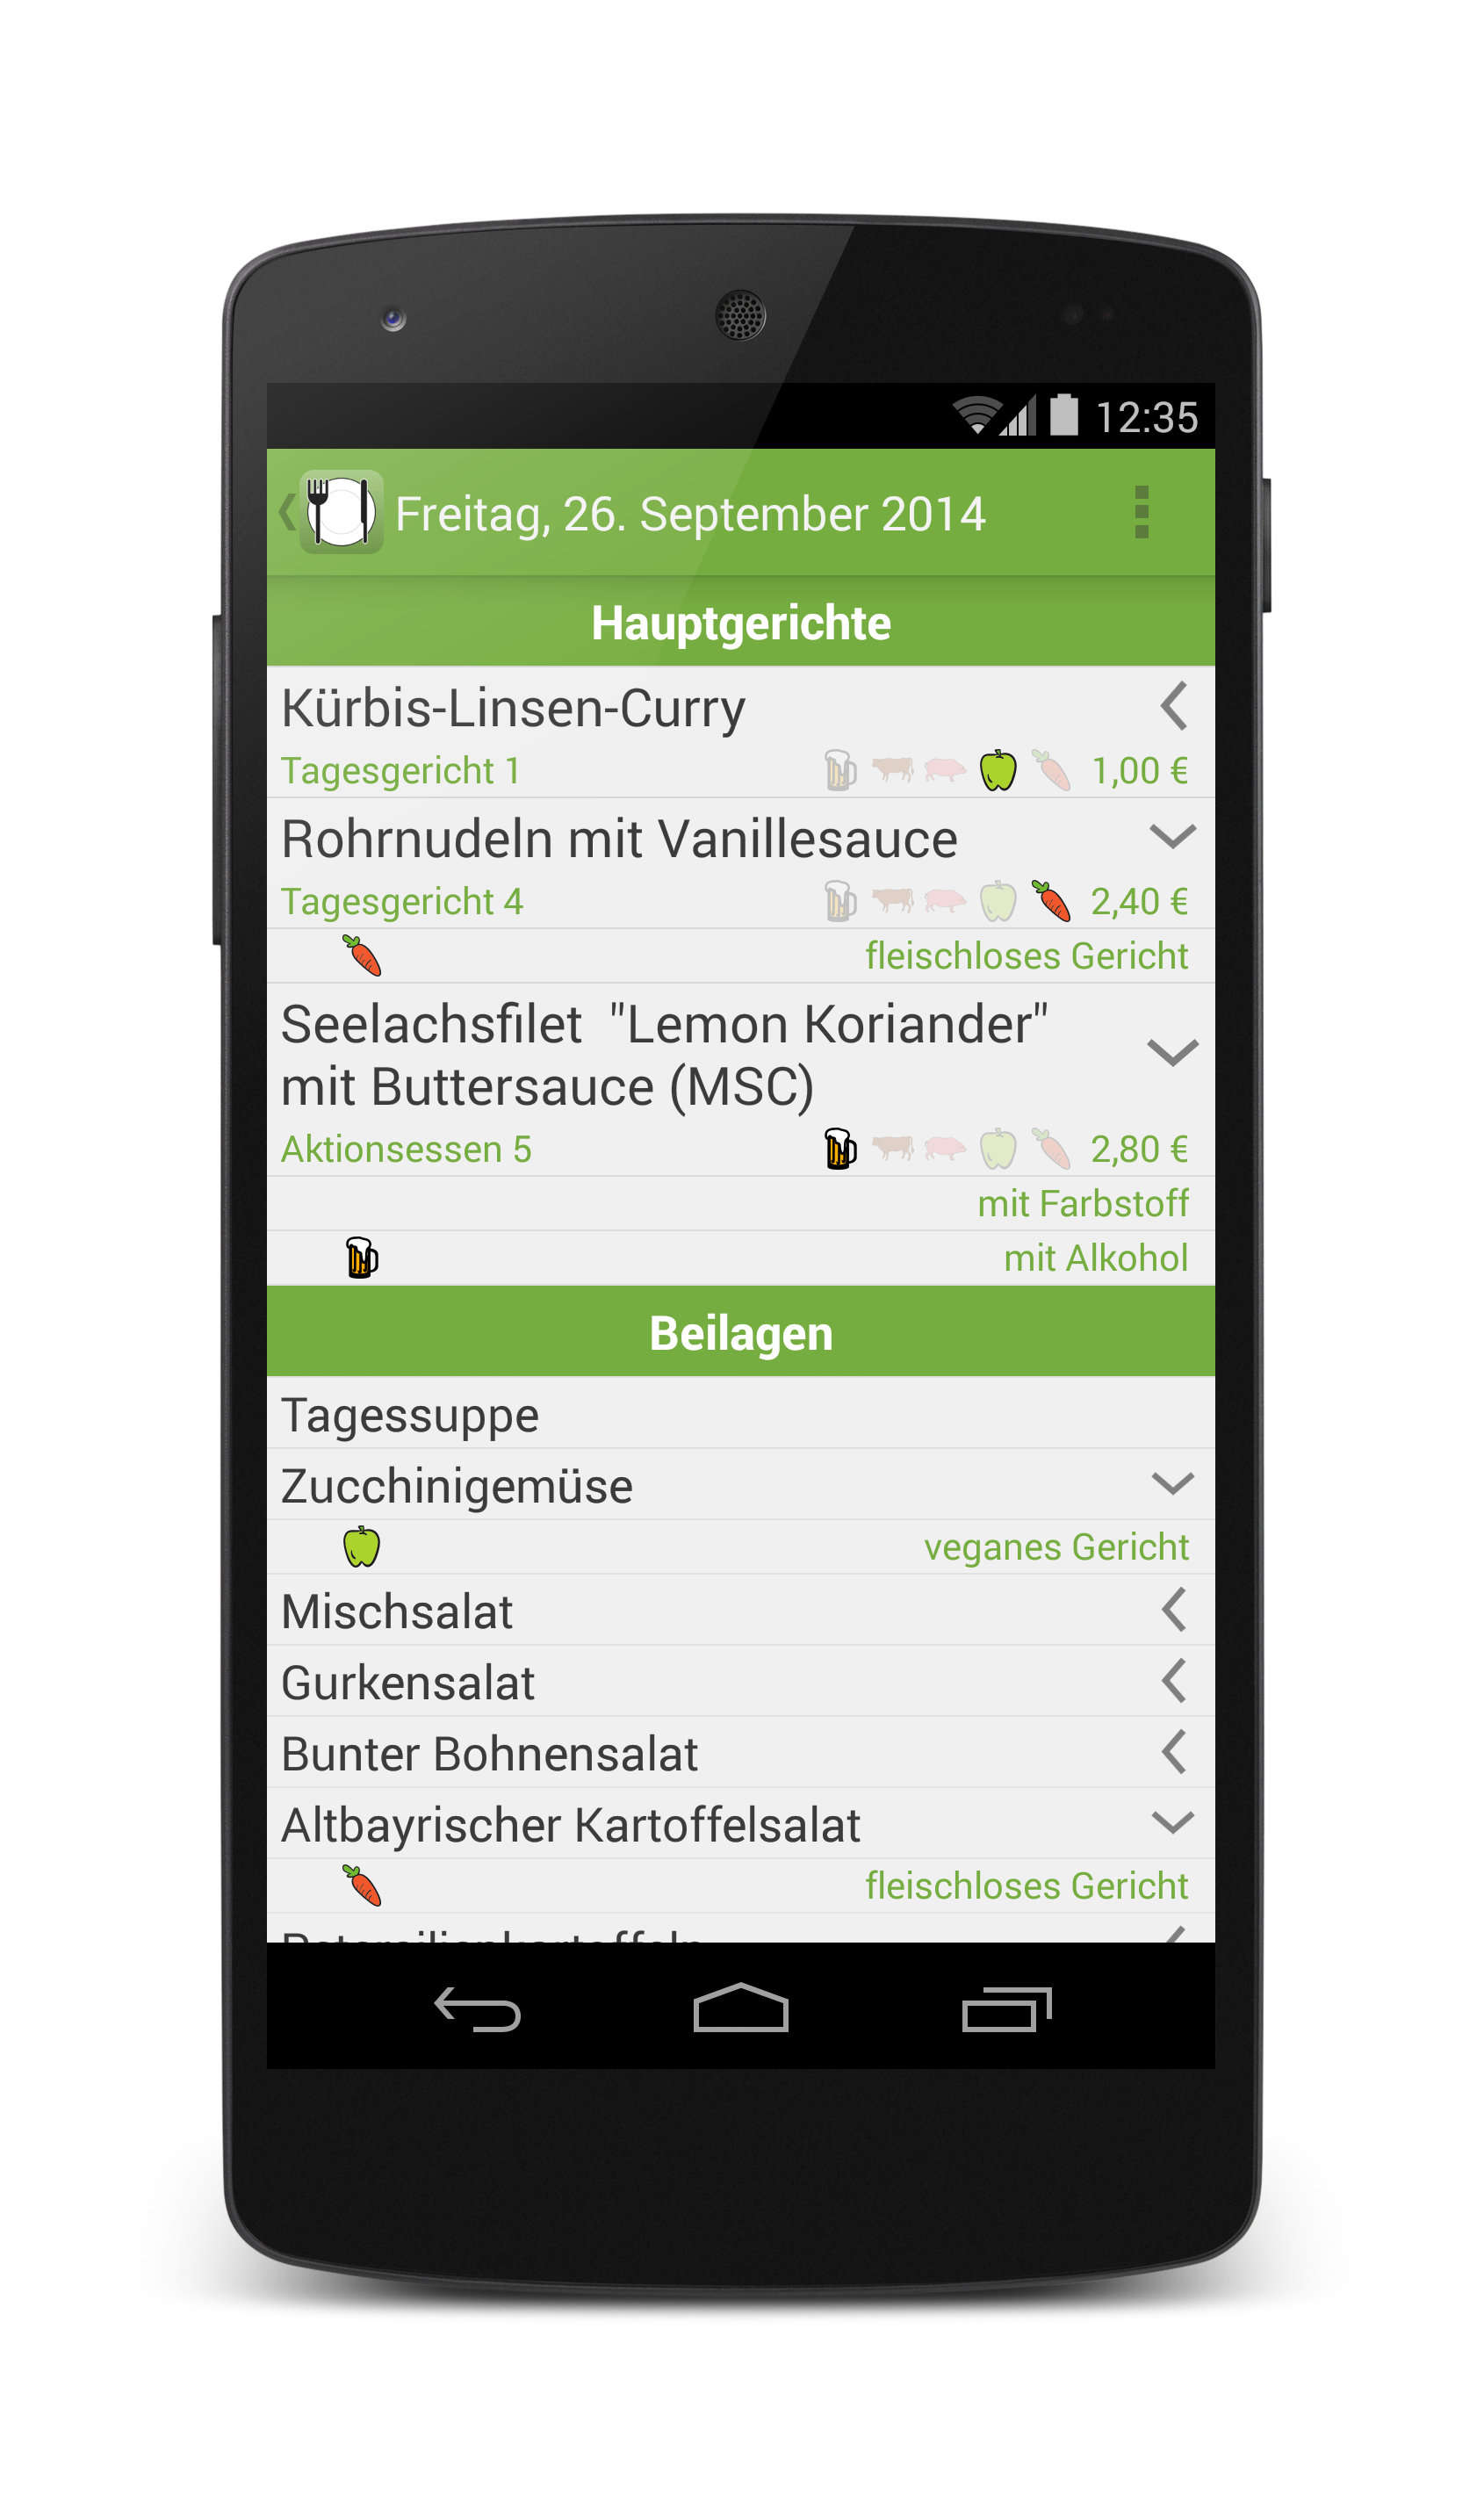 12:35
Freitag, 26. September 2014
Hauptgerichte
Kürbis-Linsen-Curry
Tagesgericht 1 1,00 €
Rohrnudeln mit Vanillesauce
Tagesgericht 4 2,40 €
fleischloses Gericht
Seelachsfilet "Lemon Koriander"
mit Buttersauce (MSC)
Aktionsessen 5 2,80 €
mit Farbstoff
mit Alkohol
Beilagen
Tagessuppe
Zucchinigemüse
veganes Gericht
Mischsalat
Gurkensalat
Bunter Bohnensalat
Altbayrischer Kartoffelsalat
fleischloses Gericht